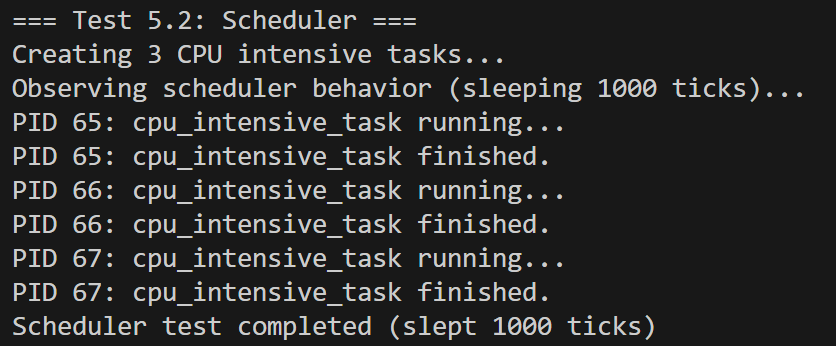 === Test 5.2: Scheduler ===
Creating 3 CPU intensive tasks...
Observing scheduler behavior (sleeping 1000 ticks)...
PID 65: cpu_intensive_task running...
PID 65: cpu_intensive_task finished.
PID 66: cpu_intensive_task running...
PID 66: cpu_intensive_task finished.
PID 67: cpu_intensive_task running...
PID 67: cpu_intensive_task finished.
Scheduler test completed (slept 1000 ticks)